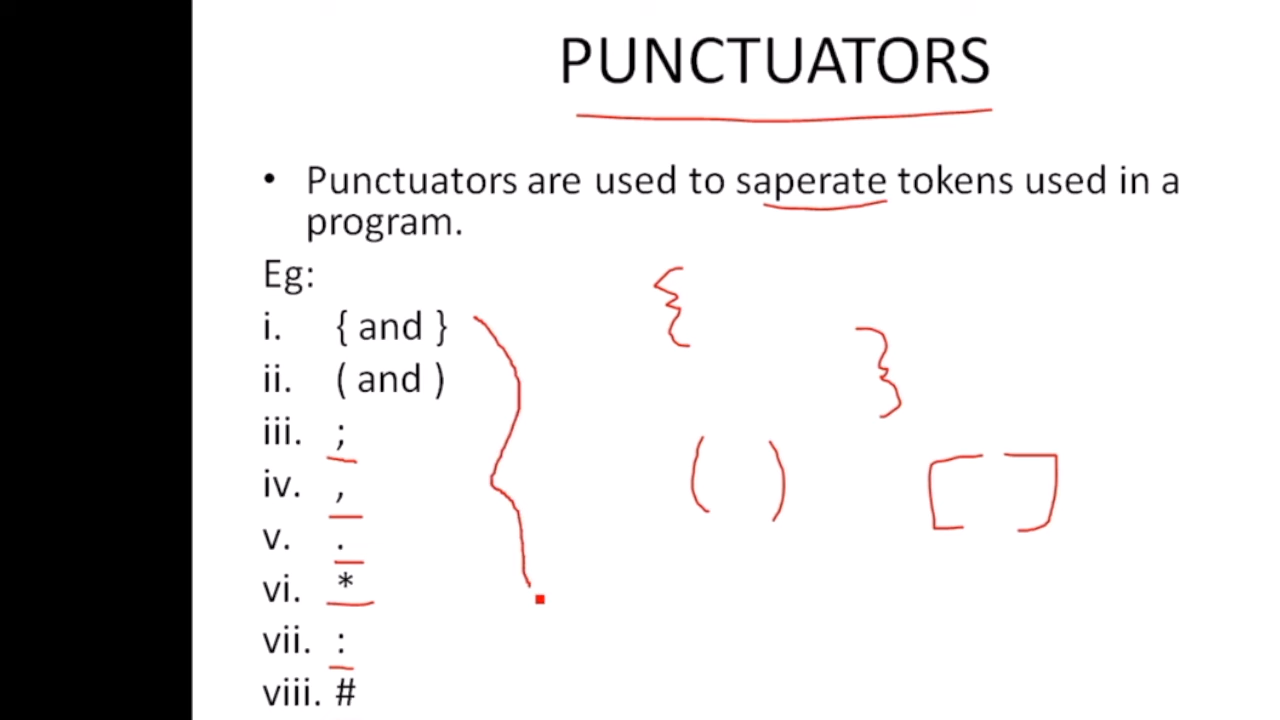 PUNCTUATORS
• Punctuators are used to saperate tokens used in a
program.
Eg:
i. { and }
ii. ( and )
iii. ;
iv. ,
v. .
vi. *
vii. :
viii. #
{
}
( ) [ ]